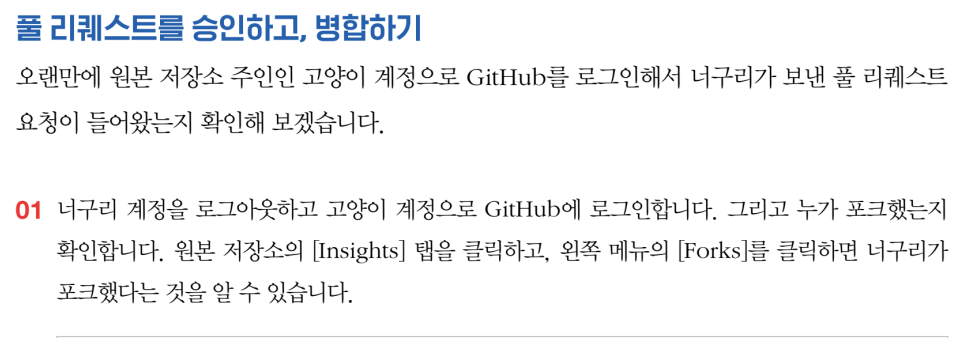 풀 리퀘스트를 승인하고, 병합하기
오랜만에 원본 저장소 주인인 고양이 계정으로 GitHub를 로그인해서 너구리가 보낸 풀 리퀘스트
요청이 들어왔는지 확인해 보겠습니다.
01 너구리 계정을 로그아웃하고 고양이 계정으로 GitHub에 로그인합니다. 그리고 누가 포크했는지
확인합니다. 원본 저장소의 [Insights] 탭을 클릭하고, 왼쪽 메뉴의 [Forks]를 클릭하면 너구리가
포크했다는 것을 알 수 있습니다.